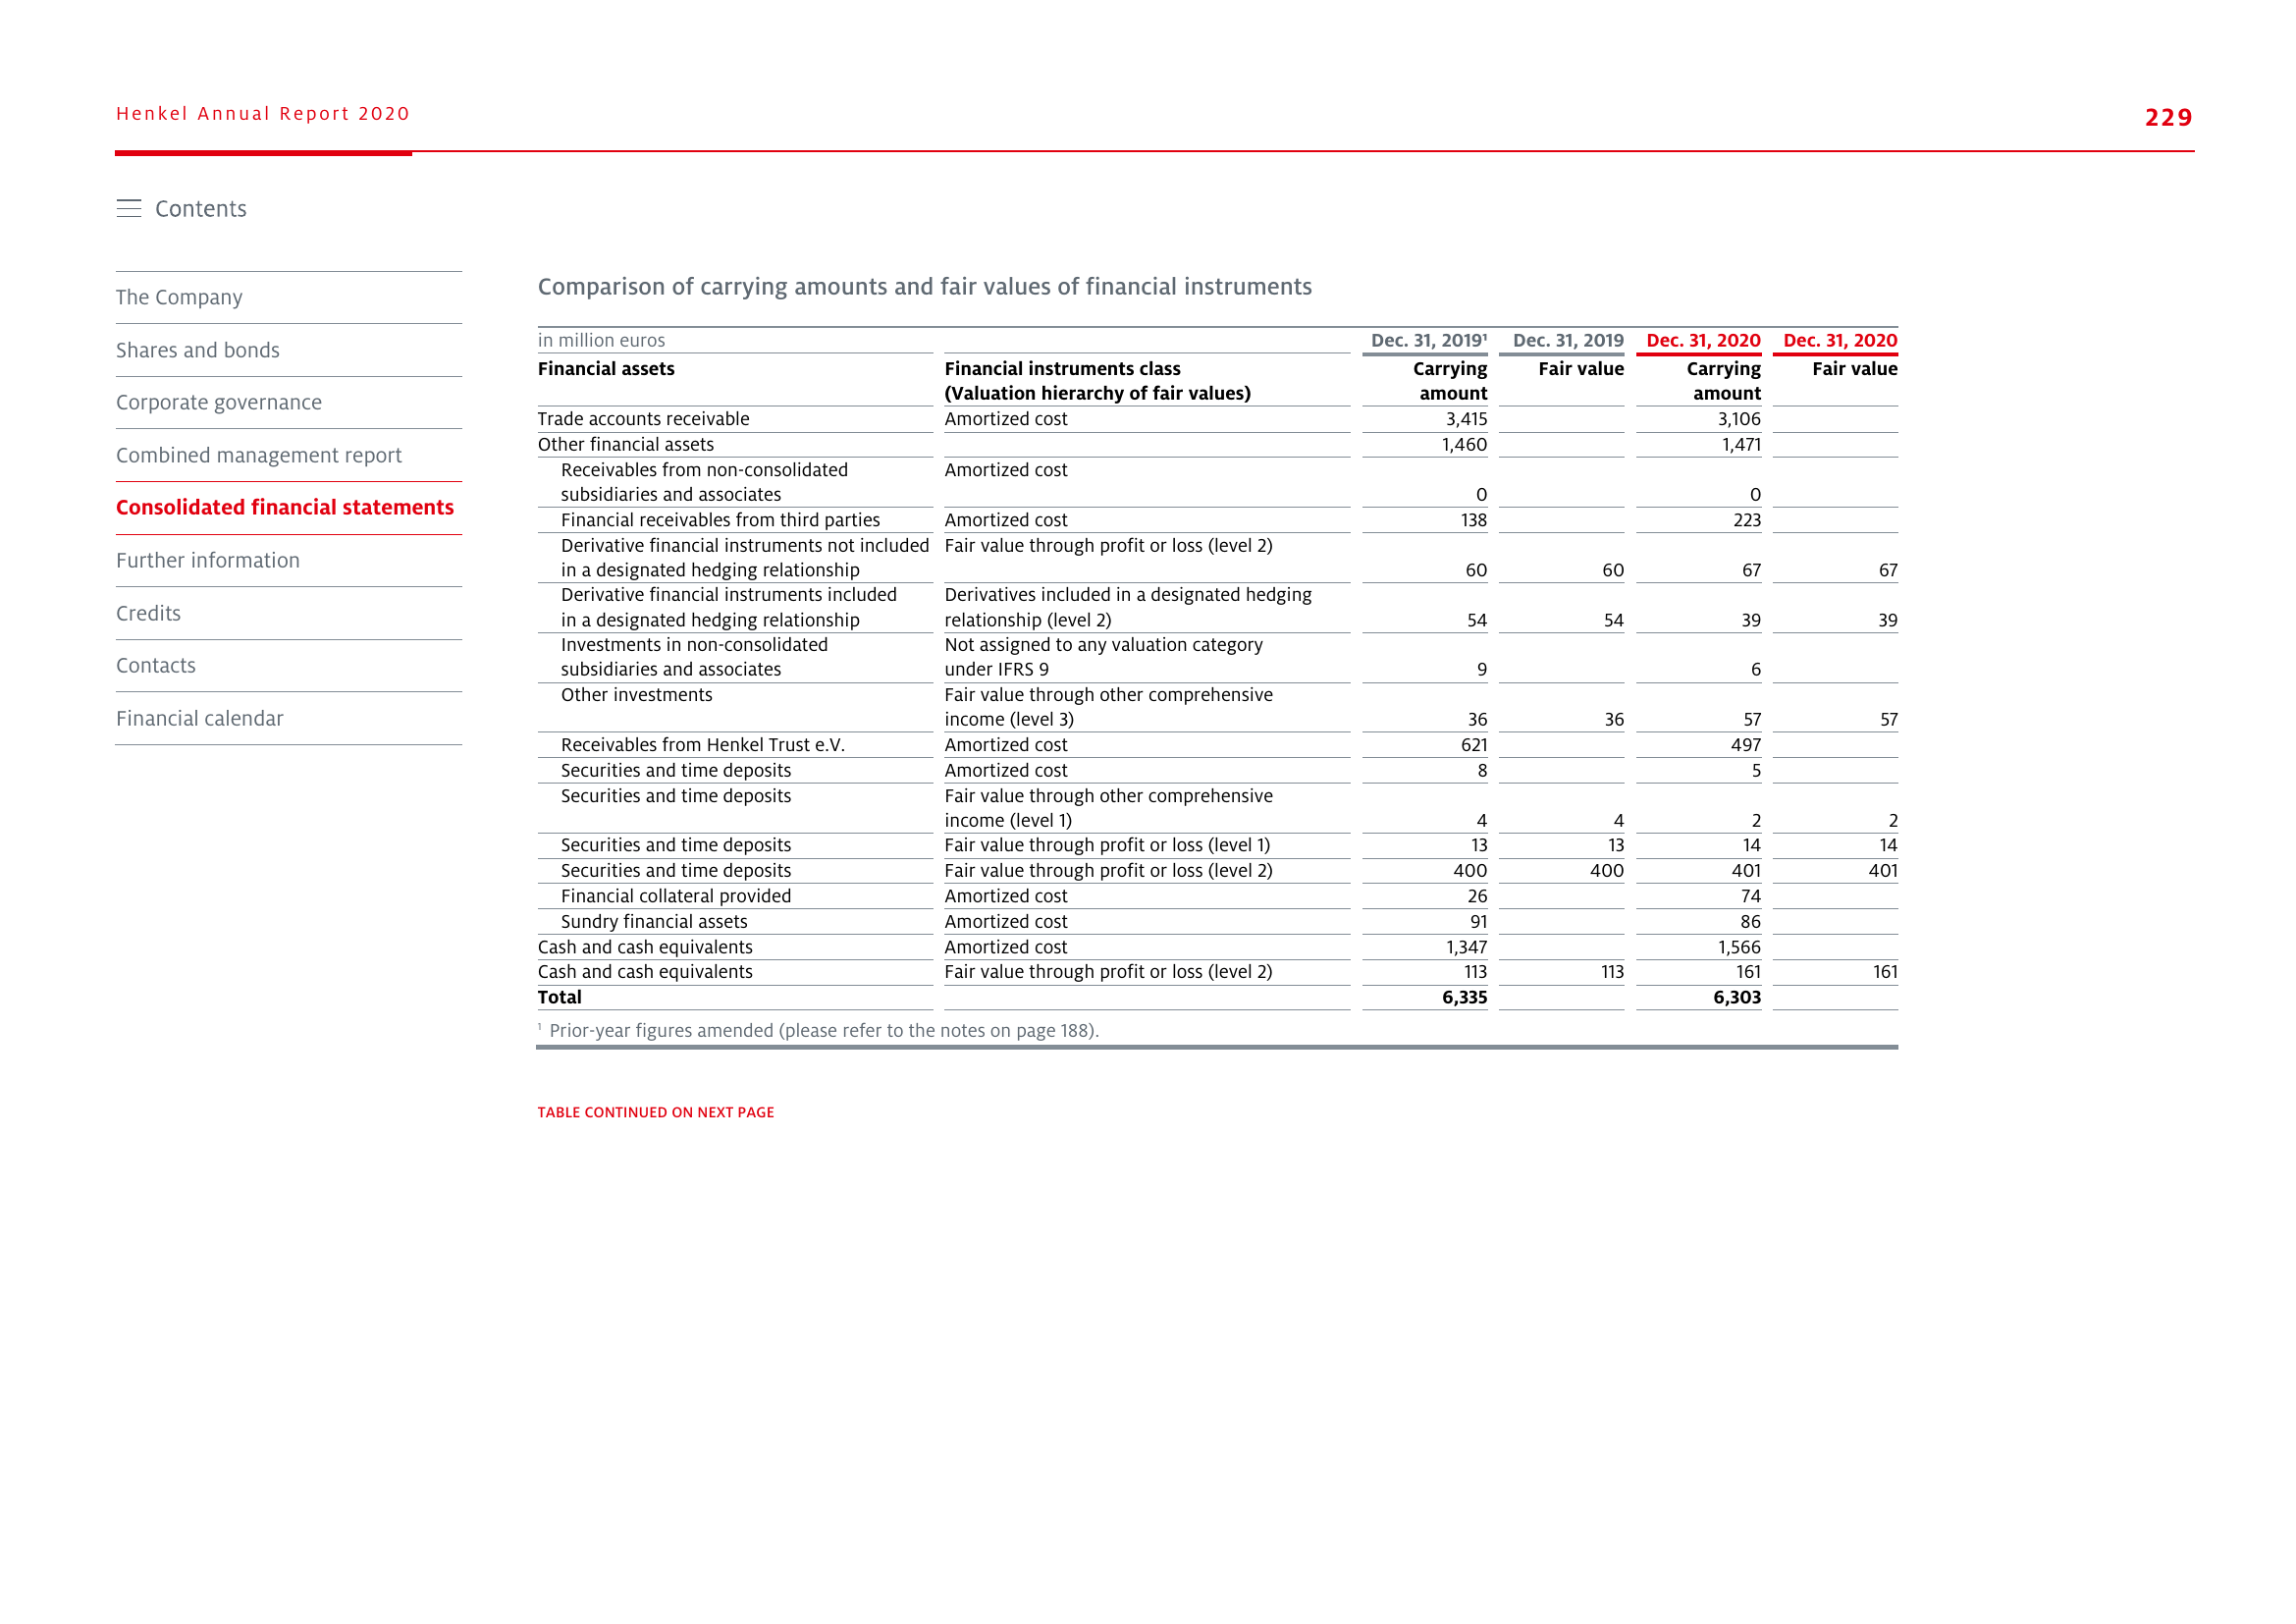 Henkel Annual Report 2020
229
Contents
The Company
Shares and bonds
Corporate governance
Combined management report
Consolidated financial statements
Further information
Credits
Contacts
Financial calendar
Comparison of carrying amounts and fair values of financial instruments
in million euros Dec. 31, 2019¹ Dec. 31, 2019 Dec. 31, 2020 Dec. 31, 2020
Financial assets Financial instruments class Carrying Fair value Carrying Fair value
(Valuation hierarchy of fair values) amount amount
Trade accounts receivable Amortized cost 3,415 3,106
Other financial assets 1,460 1,471
Receivables from non-consolidated Amortized cost
subsidiaries and associates 0 0
Financial receivables from third parties Amortized cost 138 223
Derivative financial instruments not included Fair value through profit or loss (level 2)
in a designated hedging relationship 60 60 67 67
Derivative financial instruments included Derivatives included in a designated hedging
in a designated hedging relationship relationship (level 2) 54 54 39 39
Investments in non-consolidated Not assigned to any valuation category
subsidiaries and associates under IFRS 9 9 6
Other investments Fair value through other comprehensive
income (level 3) 36 36 57 57
Receivables from Henkel Trust e.V. Amortized cost 621 497
Securities and time deposits Amortized cost 8 5
Securities and time deposits Fair value through other comprehensive
income (level 1) 4 4 2 2
Securities and time deposits Fair value through profit or loss (level 1) 13 13 14 14
Securities and time deposits Fair value through profit or loss (level 2) 400 400 401 401
Financial collateral provided Amortized cost 26 74
Sundry financial assets Amortized cost 91 86
Cash and cash equivalents Amortized cost 1,347 1,566
Cash and cash equivalents Fair value through profit or loss (level 2) 113 113 161 161
Total 6,335 6,303
¹ Prior-year figures amended (please refer to the notes on page 188).
TABLE CONTINUED ON NEXT PAGE